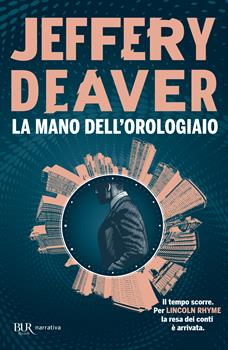 JEFFERY
DEAVER
LA MANO DELL'OROLOGIAIO
Il tempo scorre.
Per LINCOLN RHYME
la resa dei conti
è arrivata.
BUR narrativa
Rizzoli